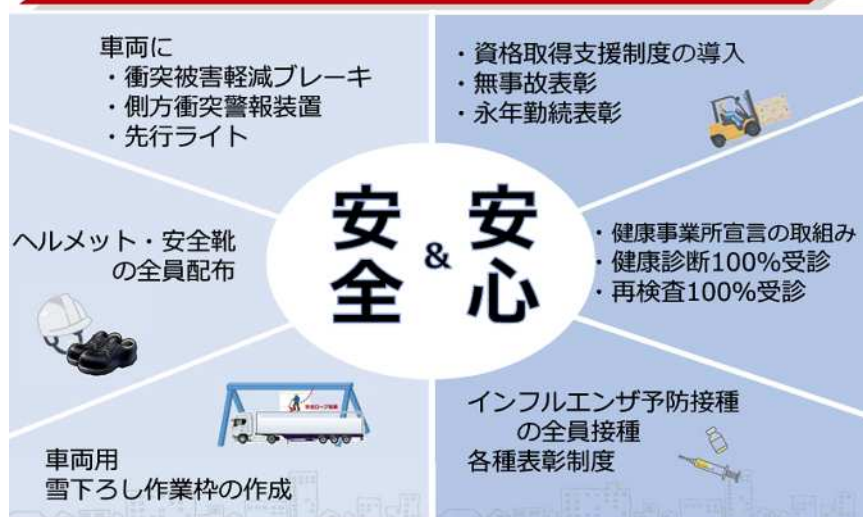 車両に
・衝突被害軽減ブレーキ
・側方衝突警報装置
・先行ライト
・資格取得支援制度の導入
・無事故表彰
・永年勤続表彰
ヘルメット・安全靴
の全員配布
安全
&
安心
・健康事業所宣言の取組み
・健康診断100%受診
・再検査100%受診
車両用
雪下ろし作業枠の作成
インフルエンザ予防接種
の全員接種
各種表彰制度